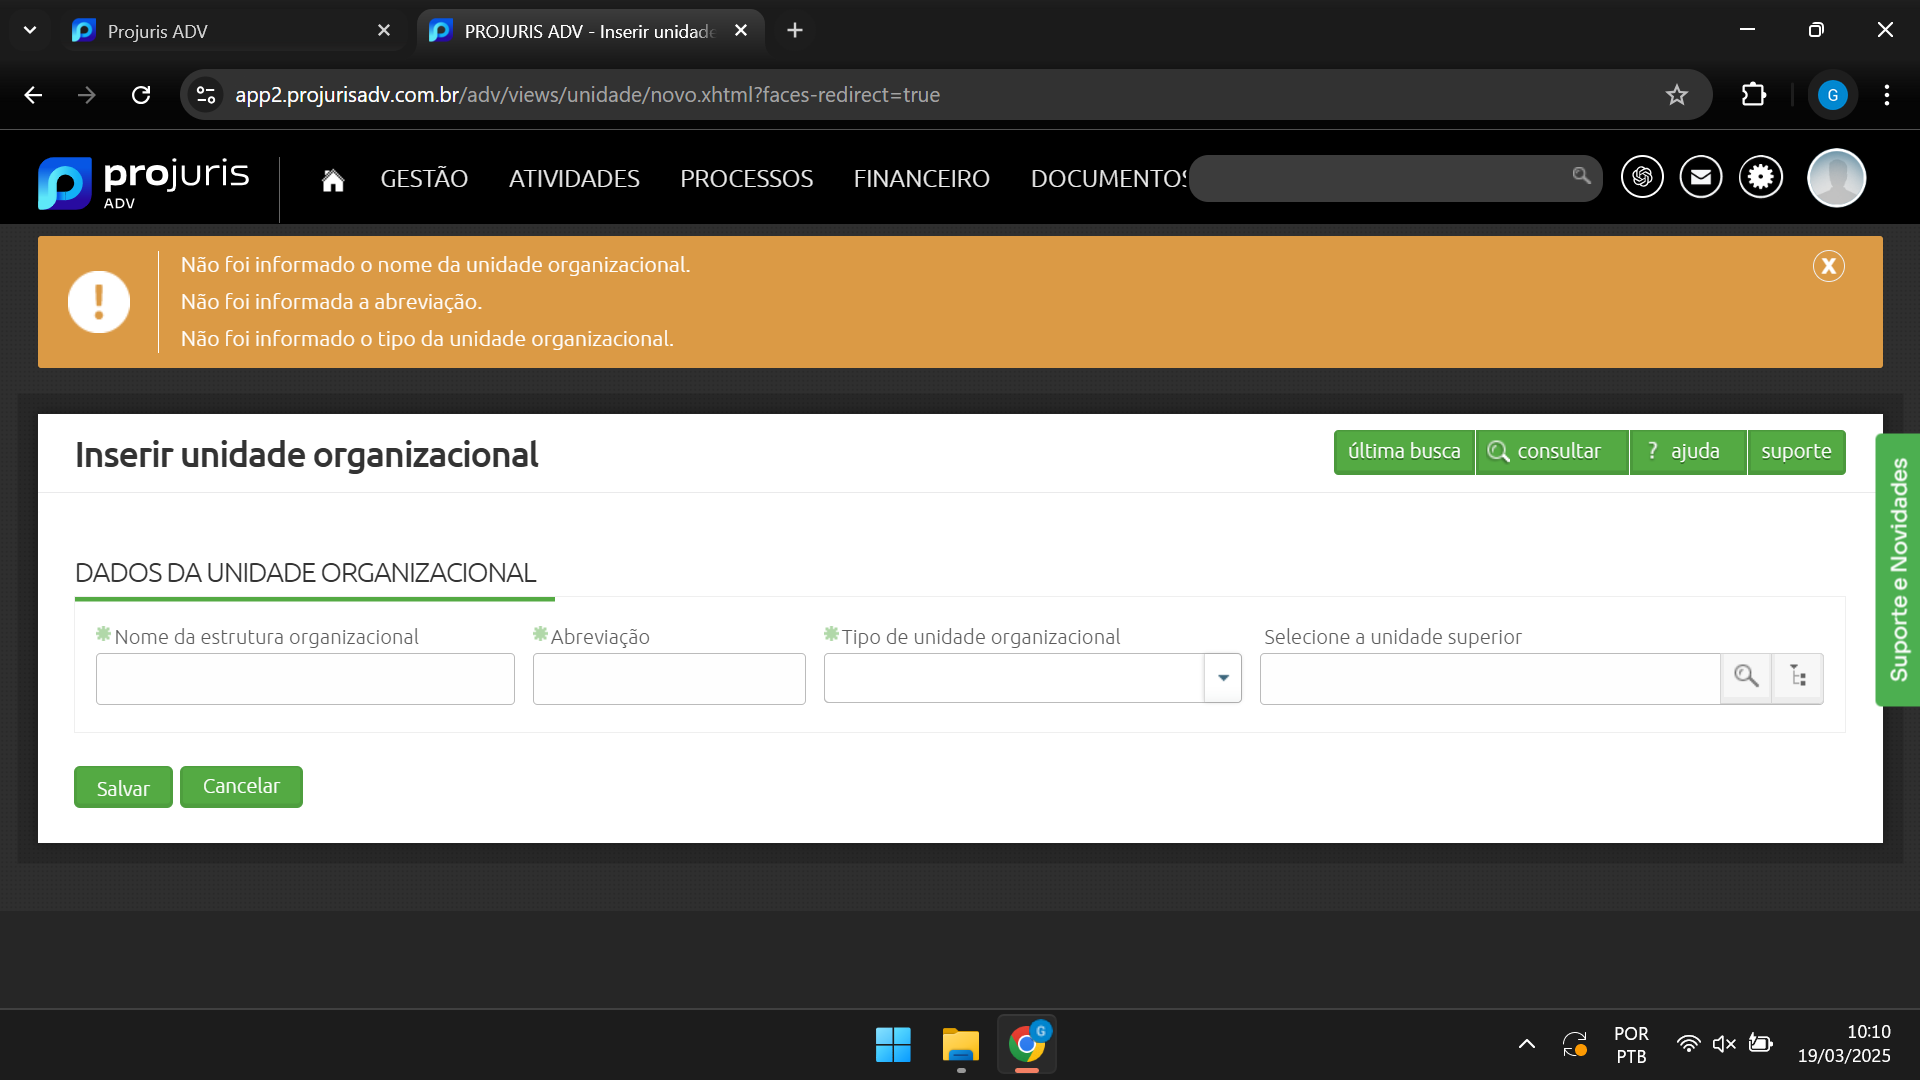 Projuris ADV
PROJURIS ADV - Inserir unidade
app2.projurisadv.com.br/adv/views/unidade/novo.xhtml?faces-redirect=true
G
projuris
ADV
GESTÃO
ATIVIDADES
PROCESSOS
FINANCEIRO
DOCUMENTOS
Não foi informado o nome da unidade organizacional.
Não foi informada a abreviação.
Não foi informado o tipo da unidade organizacional.
X
Inserir unidade organizacional
última busca
consultar
? ajuda
suporte
Suporte e Novidades
DADOS DA UNIDADE ORGANIZACIONAL
Nome da estrutura organizacional
Abreviação
Tipo de unidade organizacional
Selecione a unidade superior
Salvar
Cancelar
G
POR
PTB
10:10
19/03/2025